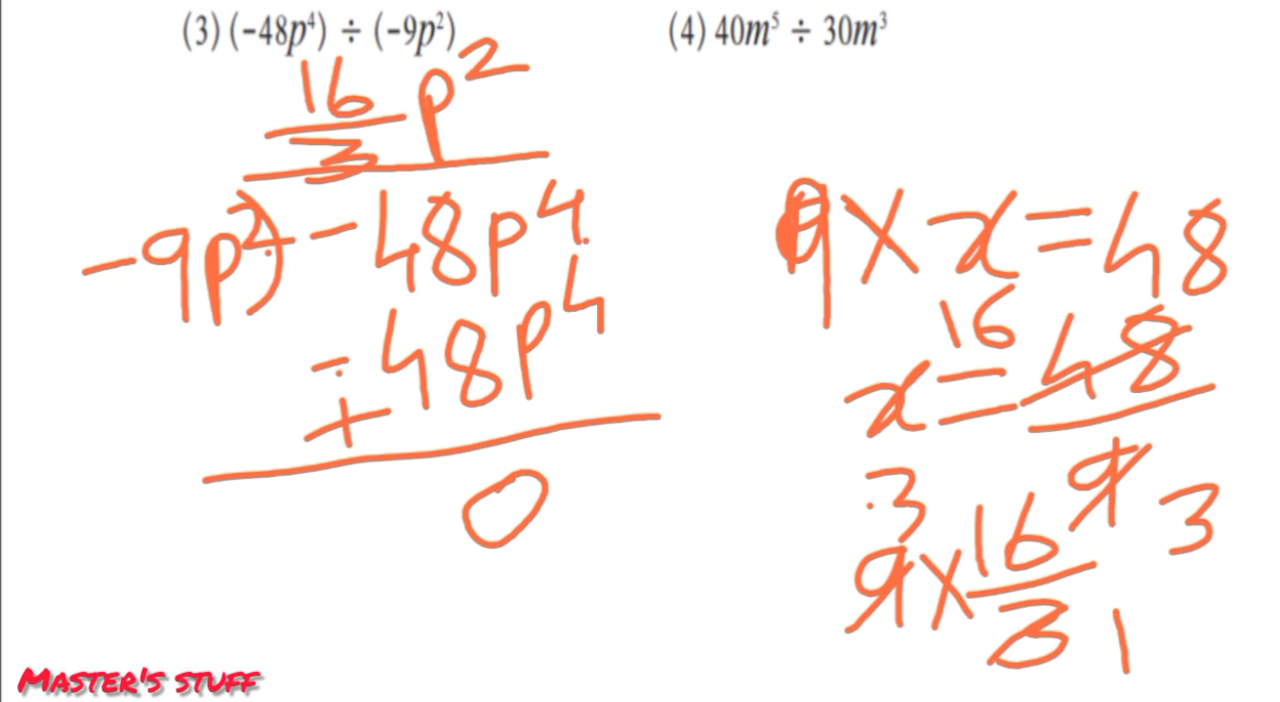 (3) (−48p⁴) ÷ (−9p²)
(4) 40m⁵ ÷ 30m³
16/3 p²
−9p² ) −48p⁴
−48p⁴
+
0
9 × x = 48
x = 48/9
16
3
9 × 16/3
3
1
MASTER'S STUFF